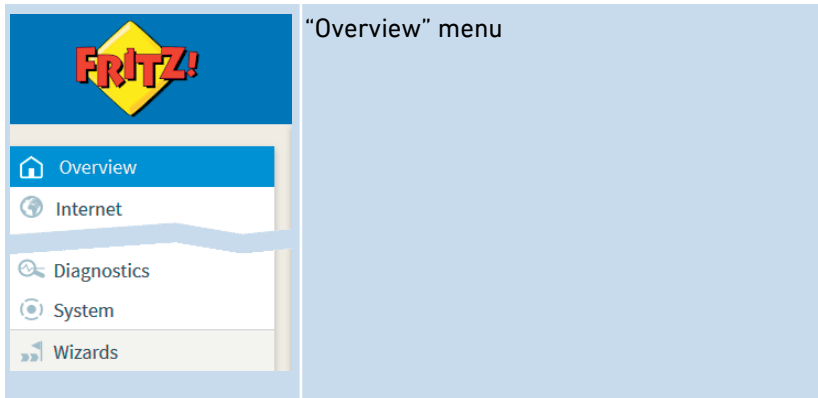 FRITZ!
“Overview” menu
Overview
Internet
Diagnostics
System
Wizards